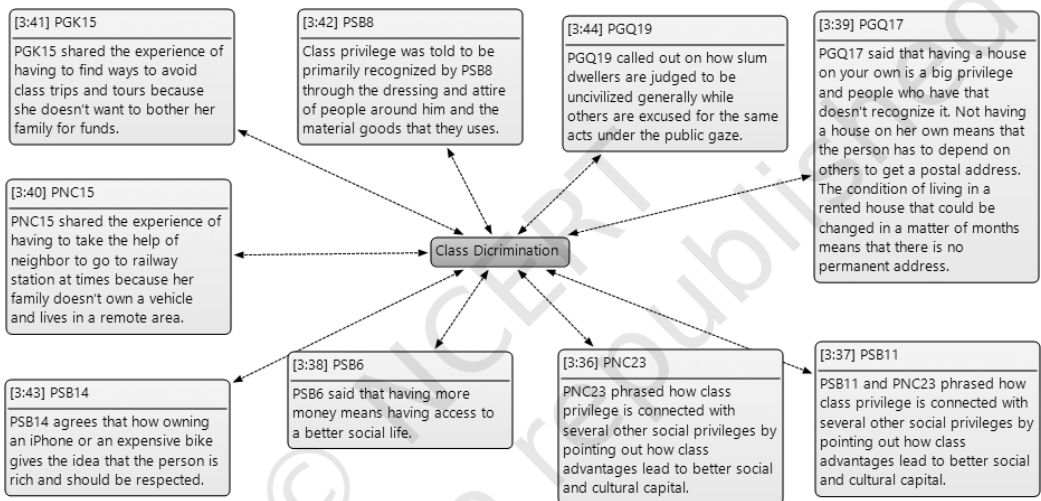 [3:41] PGK15
PGK15 shared the experience of
having to find ways to avoid
class trips and tours because
she doesn't want to bother her
family for funds.
[3:42] PSB8
Class privilege was told to be
primarily recognized by PSB8
through the dressing and attire
of people around him and the
material goods that they uses.
[3:44] PGQ19
PGQ19 called out on how slum
dwellers are judged to be
uncivilized generally while
others are excused for the same
acts under the public gaze.
[3:39] PGQ17
PGQ17 said that having a house
on your own is a big privilege
and people who have that
doesn't recognize it. Not having
a house on her own means that
the person has to depend on
others to get a postal address.
The condition of living in a
rented house that could be
changed in a matter of months
means that there is no
permanent address.
[3:40] PNC15
PNC15 shared the experience of
having to take the help of
neighbor to go to railway
station at times because her
family doesn't own a vehicle
and lives in a remote area.
Class Dicrimination
[3:43] PSB14
PSB14 agrees that how owning
an iPhone or an expensive bike
gives the idea that the person is
rich and should be respected.
[3:38] PSB6
PSB6 said that having more
money means having access to
a better social life.
[3:36] PNC23
PNC23 phrased how class
privilege is connected with
several other social privileges by
pointing out how class
advantages lead to better social
and cultural capital.
[3:37] PSB11
PSB11 and PNC23 phrased how
class privilege is connected with
several other social privileges by
pointing out how class
advantages lead to better social
and cultural capital.
© NCERT
republished